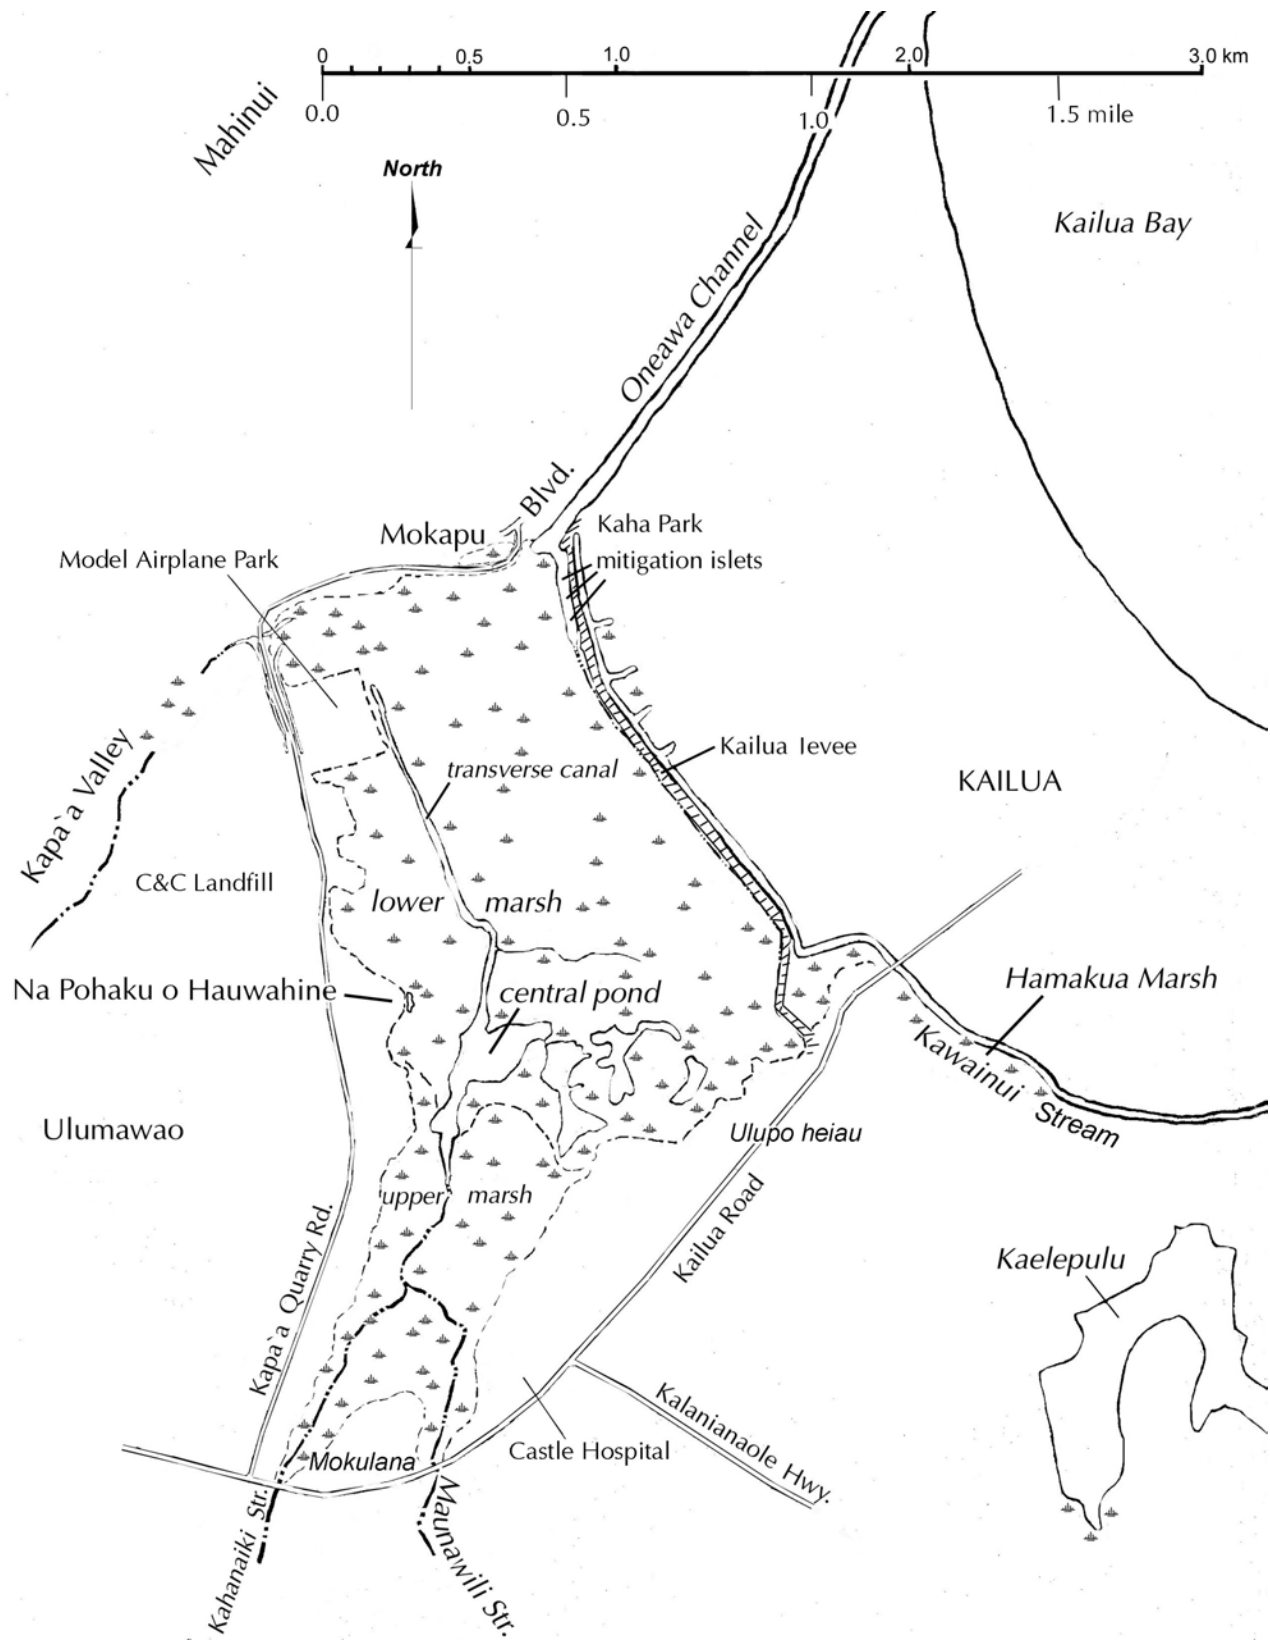 0 0.5 1.0 2.0 3.0 km
0.0 0.5 1.0 1.5 mile
Mahinui
North
Kailua Bay
Oneawa Channel
Mokapu Blvd.
Kaha Park
mitigation islets
Model Airplane Park
Kapa`a Valley
Kailua levee
transverse canal
KAILUA
C&C Landfill
lower marsh
Na Pohaku o Hauwahine
central pond
Hamakua Marsh
Kawainui Stream
Ulumawao
Ulupo heiau
upper marsh
Kailua Road
Kapa`a Quarry Rd.
Kaelepulu
Kalanianaole Hwy.
Castle Hospital
Mokulana
Kahanaiki Str.
Maunawili Str.